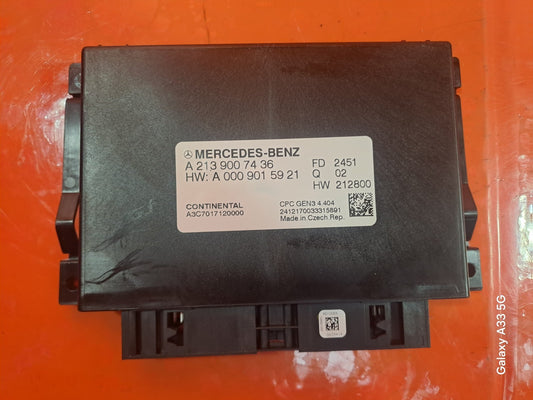 MERCEDES-BENZ
A 213 900 74 36
HW: A 000 901 59 21
FD 2451
Q 02
HW 212800
CONTINENTAL
A3C7017120000
CPC GEN3 4.404
2412170033315891
Made in Czech Rep.
Galaxy A33 5G